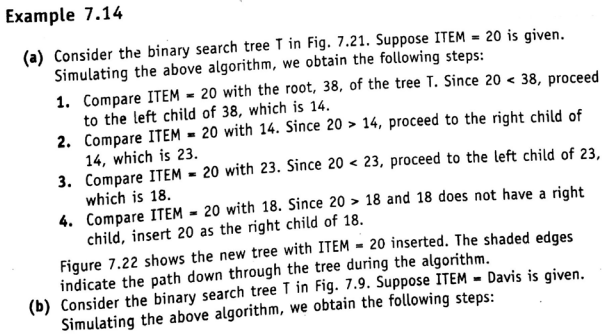 Example 7.14
(a) Consider the binary search tree T in Fig. 7.21. Suppose ITEM = 20 is given.
Simulating the above algorithm, we obtain the following steps:
1. Compare ITEM = 20 with the root, 38, of the tree T. Since 20 < 38, proceed
to the left child of 38, which is 14.
2. Compare ITEM = 20 with 14. Since 20 > 14, proceed to the right child of
14, which is 23.
3. Compare ITEM = 20 with 23. Since 20 < 23, proceed to the left child of 23,
which is 18.
4. Compare ITEM = 20 with 18. Since 20 > 18 and 18 does not have a right
child, insert 20 as the right child of 18.
Figure 7.22 shows the new tree with ITEM = 20 inserted. The shaded edges
indicate the path down through the tree during the algorithm.
(b) Consider the binary search tree T in Fig. 7.9. Suppose ITEM = Davis is given.
Simulating the above algorithm, we obtain the following steps: